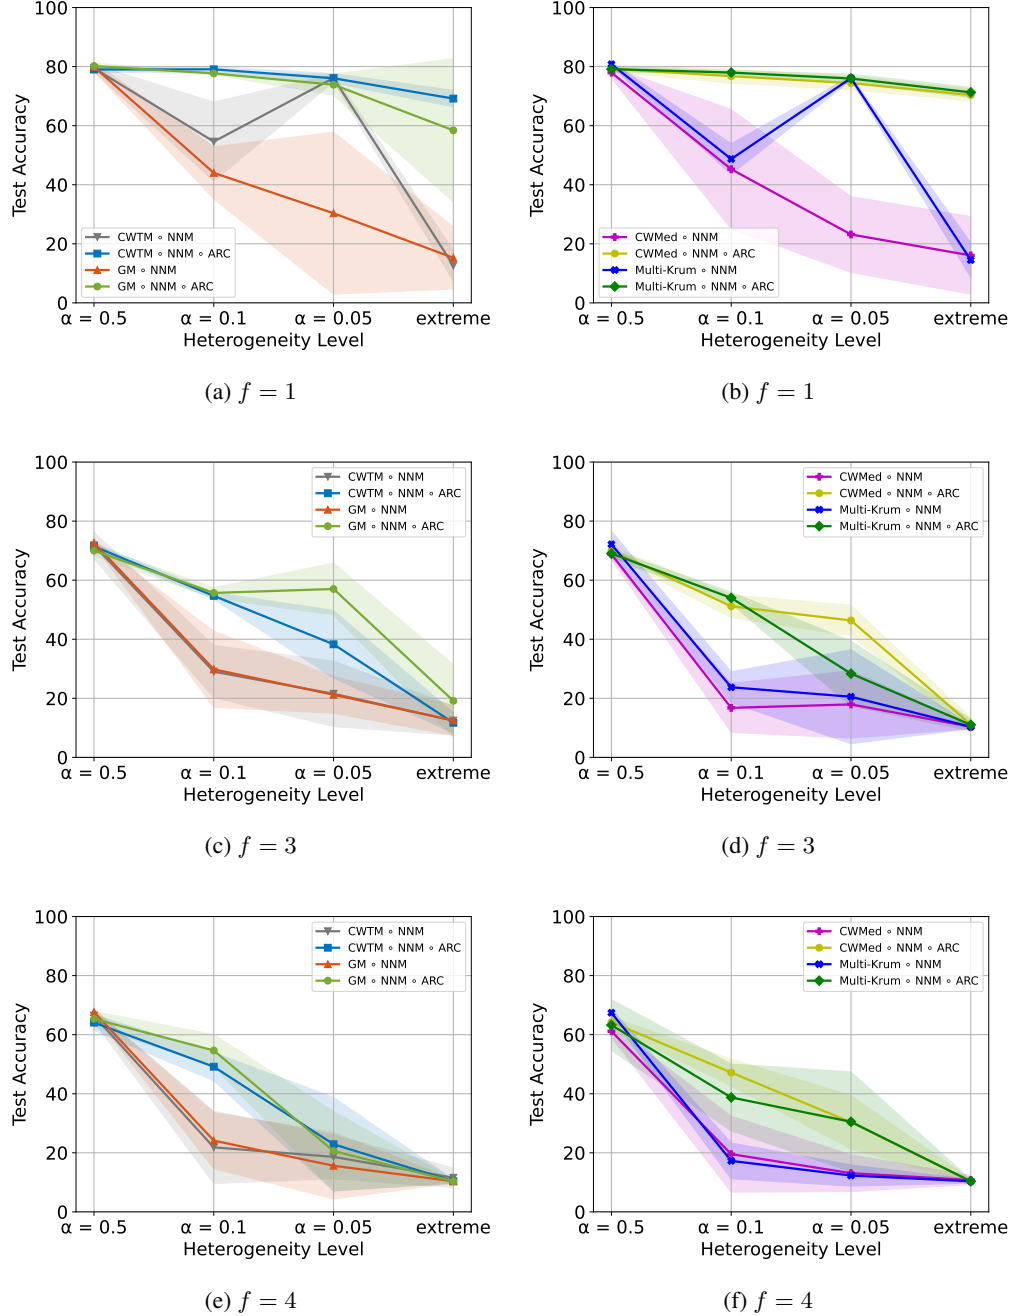 100
80
60
40
20
0
Test Accuracy
CWTM ∘ NNM
CWTM ∘ NNM ∘ ARC
GM ∘ NNM
GM ∘ NNM ∘ ARC
α = 0.5 α = 0.1 α = 0.05 extreme
Heterogeneity Level
(a) f = 1
100
80
60
40
20
0
Test Accuracy
CWMed ∘ NNM
CWMed ∘ NNM ∘ ARC
Multi-Krum ∘ NNM
Multi-Krum ∘ NNM ∘ ARC
α = 0.5 α = 0.1 α = 0.05 extreme
Heterogeneity Level
(b) f = 1
100
80
60
40
20
0
Test Accuracy
CWTM ∘ NNM
CWTM ∘ NNM ∘ ARC
GM ∘ NNM
GM ∘ NNM ∘ ARC
α = 0.5 α = 0.1 α = 0.05 extreme
Heterogeneity Level
(c) f = 3
100
80
60
40
20
0
Test Accuracy
CWMed ∘ NNM
CWMed ∘ NNM ∘ ARC
Multi-Krum ∘ NNM
Multi-Krum ∘ NNM ∘ ARC
α = 0.5 α = 0.1 α = 0.05 extreme
Heterogeneity Level
(d) f = 3
100
80
60
40
20
0
Test Accuracy
CWTM ∘ NNM
CWTM ∘ NNM ∘ ARC
GM ∘ NNM
GM ∘ NNM ∘ ARC
α = 0.5 α = 0.1 α = 0.05 extreme
Heterogeneity Level
(e) f = 4
100
80
60
40
20
0
Test Accuracy
CWMed ∘ NNM
CWMed ∘ NNM ∘ ARC
Multi-Krum ∘ NNM
Multi-Krum ∘ NNM ∘ ARC
α = 0.5 α = 0.1 α = 0.05 extreme
Heterogeneity Level
(f) f = 4